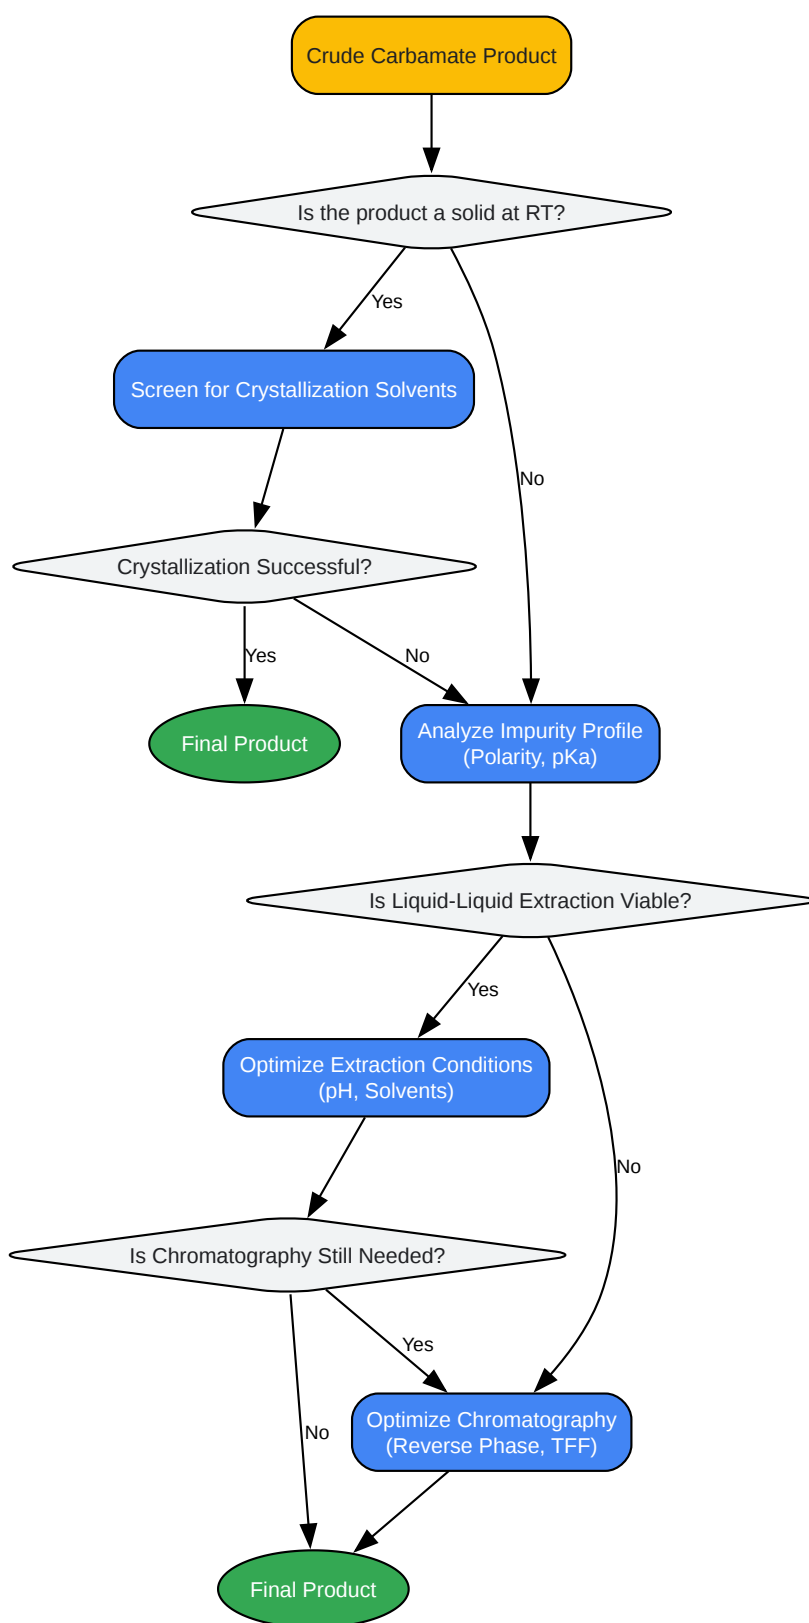 Crude Carbamate Product
Is the product a solid at RT?
Yes
Screen for Crystallization Solvents
No
Crystallization Successful?
Yes
No
Final Product
Analyze Impurity Profile
(Polarity, pKa)
Is Liquid-Liquid Extraction Viable?
Yes
Optimize Extraction Conditions
(pH, Solvents)
No
Is Chromatography Still Needed?
Yes
Optimize Chromatography
(Reverse Phase, TFF)
No
Final Product